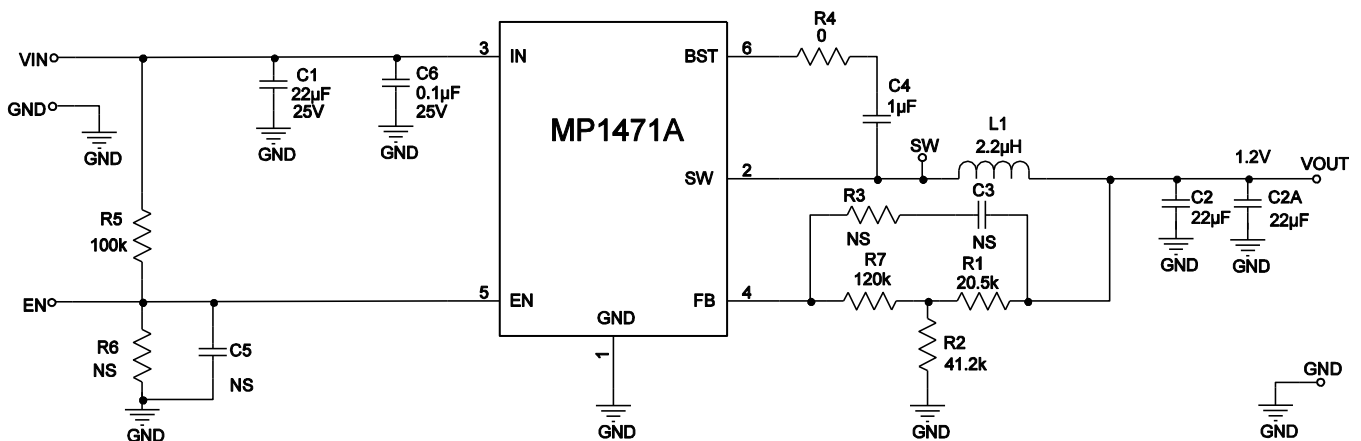 VIN
GND
GND
C1
22µF
25V
GND
C6
0.1µF
25V
GND
3
IN
MP1471A
BST
6
R4
0
C4
1µF
SW
2
SW
L1
2.2µH
1.2V
VOUT
C2
22µF
GND
C2A
22µF
GND
R5
100k
R3
NS
C3
NS
R7
120k
R1
20.5k
EN
5
EN
FB
4
GND
1
GND
R6
NS
C5
NS
GND
R2
41.2k
GND
GND
GND